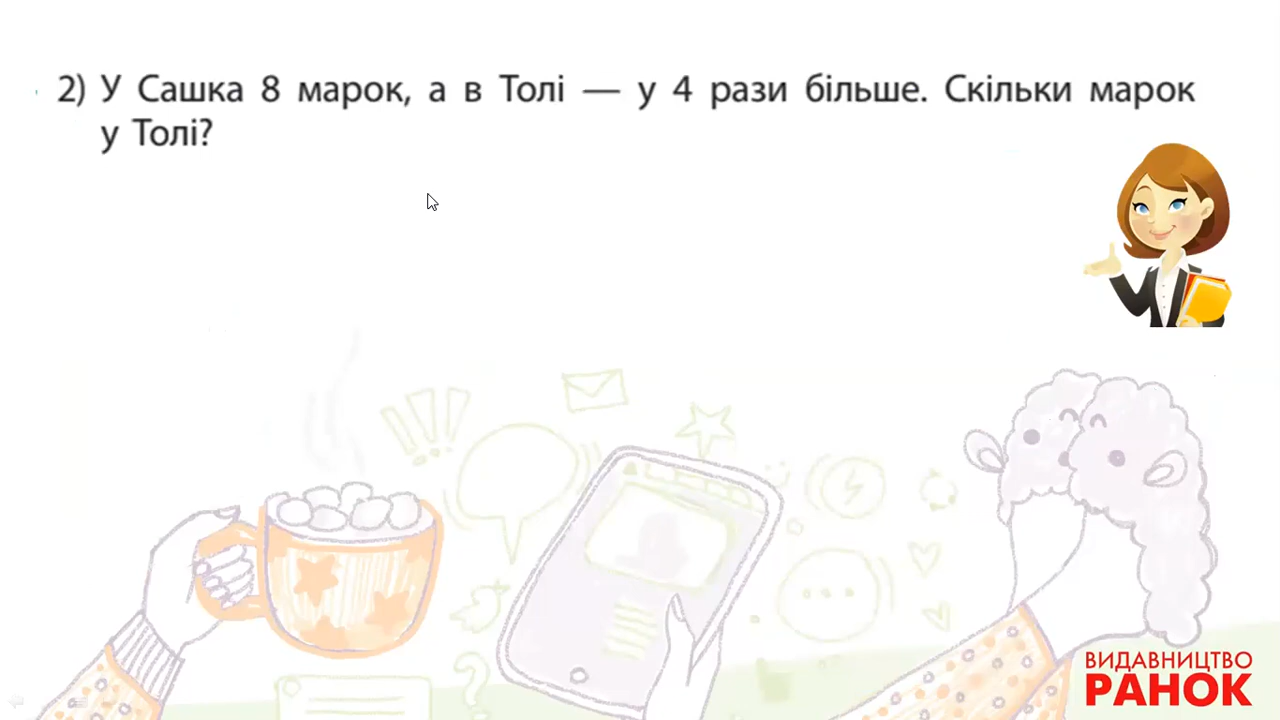 2) У Сашка 8 марок, а в Толі — у 4 рази більше. Скільки марок
у Толі?
ВИДАВНИЦТВО
РАНОК